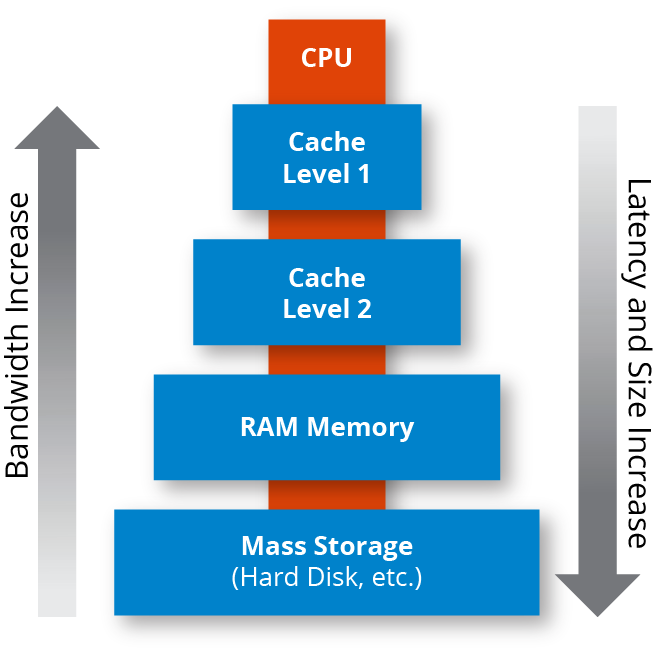 CPU
Cache
Level 1
Cache
Level 2
RAM Memory
Mass Storage
(Hard Disk, etc.)
Bandwidth Increase
Latency and Size Increase